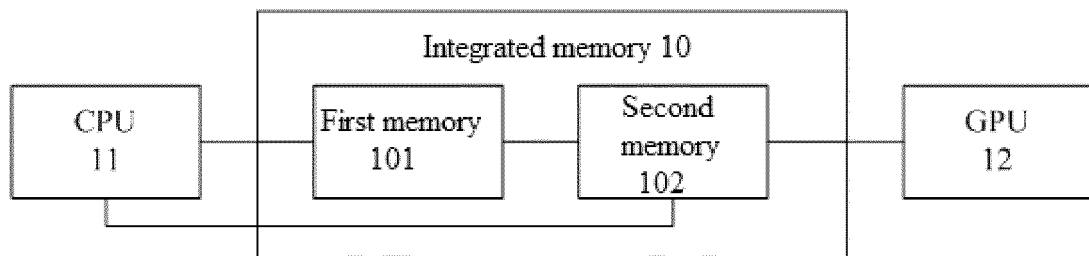 Integrated memory 10
CPU
11
First memory
101
Second
memory
102
GPU
12